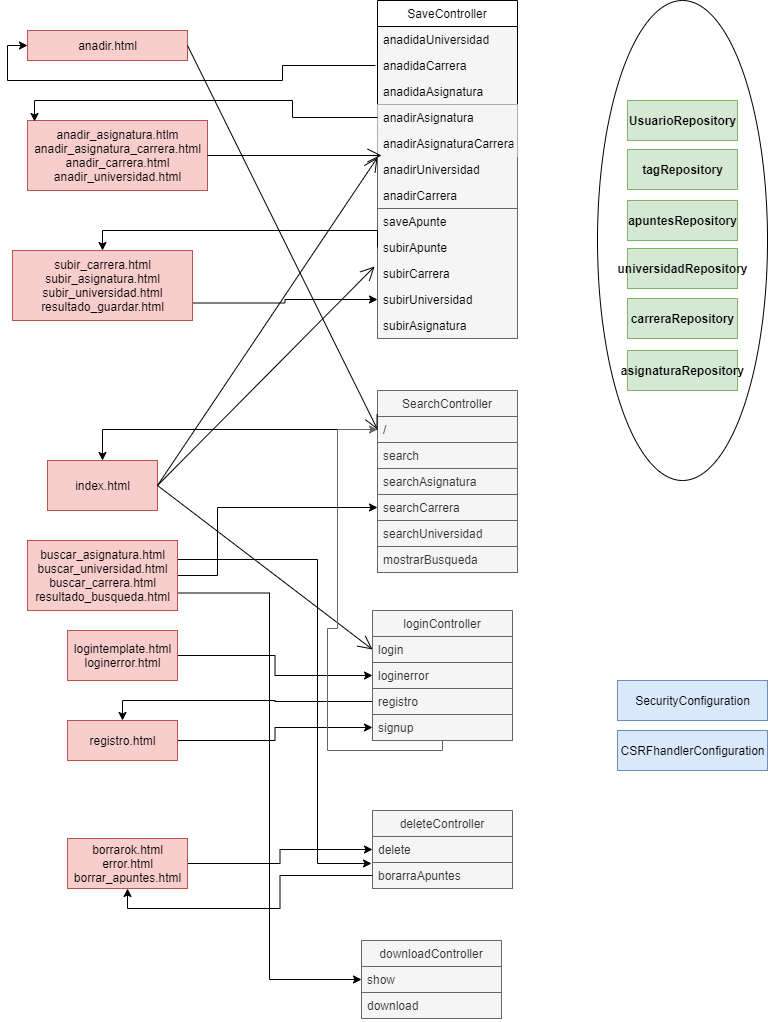 anadir.html
anadir_asignatura.htlm
anadir_asignatura_carrera.html
anadir_carrera.html
anadir_universidad.html
subir_carrera.html
subir_asignatura.html
subir_universidad.html
resultado_guardar.html
index.html
buscar_asignatura.html
buscar_universidad.html
buscar_carrera.html
resultado_busqueda.html
logintemplate.html
loginerror.html
registro.html
borrarok.html
error.html
borrar_apuntes.html
SaveController
anadidaUniversidad
anadidaCarrera
anadidaAsignatura
anadirAsignatura
anadirAsignaturaCarrera
anadirUniversidad
anadirCarrera
saveApunte
subirApunte
subirCarrera
subirUniversidad
subirAsignatura
SearchController
/
search
searchAsignatura
searchCarrera
searchUniversidad
mostrarBusqueda
loginController
login
loginerror
registro
signup
deleteController
delete
borarraApuntes
downloadController
show
download
UsuarioRepository
tagRepository
apuntesRepository
universidadRepository
carreraRepository
asignaturaRepository
SecurityConfiguration
CSRFhandlerConfiguration